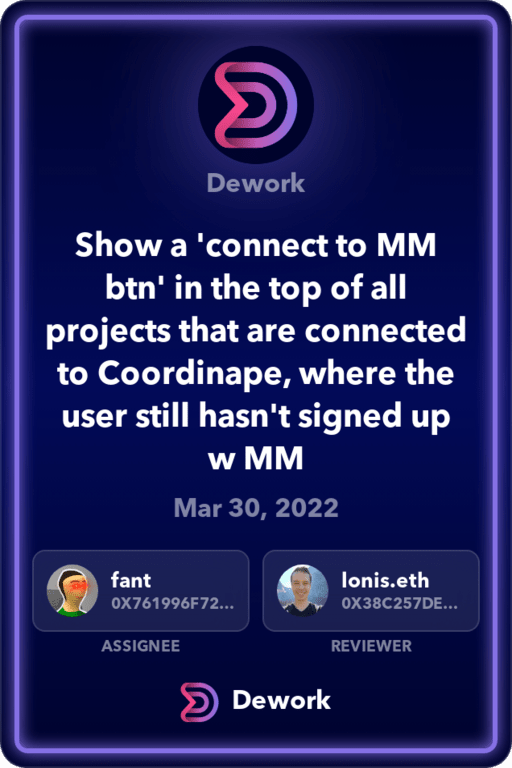 Dework
Show a 'connect to MM
btn' in the top of all
projects that are connected
to Coordinape, where the
user still hasn't signed up
w MM
Mar 30, 2022
fant
0X761996F72...
ASSIGNEE
lonis.eth
0X38C257DE...
REVIEWER
Dework